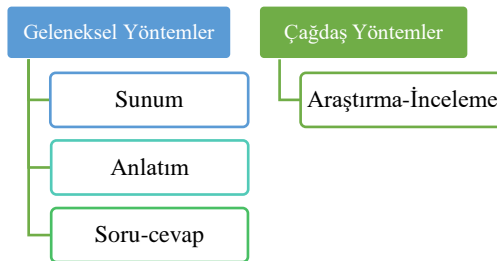 Geleneksel Yöntemler
Sunum
Anlatım
Soru-cevap
Çağdaş Yöntemler
Araştırma-İnceleme